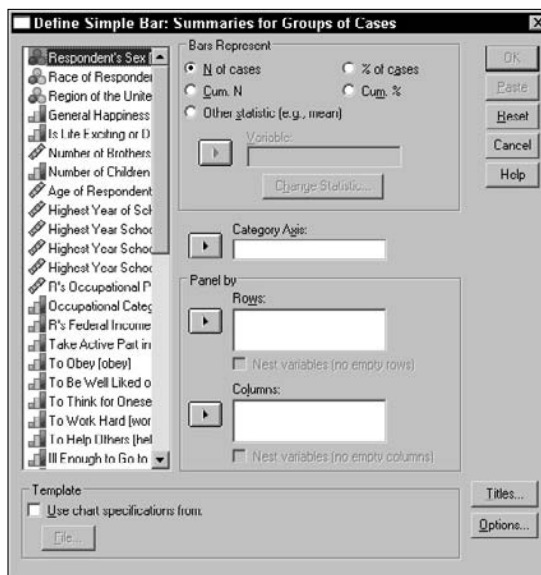 Define Simple Bar: Summaries for Groups of Cases
Respondent's Sex [
Race of Responder
Region of the Unite
General Happiness
Is Life Exciting or D
Number of Brothers
Number of Children
Age of Respondent
Highest Year of Sch
Highest Year Schoo
Highest Year Schoo
Highest Year Schoo
R's Occupational P
Occupational Categ
R's Federal Income
Take Active Part in
To Obey [obey]
To Be Well Liked o
To Think for Onese
To Work Hard [wor
To Help Others [hel
Ill Enough to Go to
Bars Represent
N of cases
% of cases
Cum. N
Cum. %
Other statistic (e.g., mean)
Variable:
Change Statistic...
Category Axis:
Panel by
Rows:
Nest variables (no empty rows)
Columns:
Nest variables (no empty columns)
OK
Paste
Reset
Cancel
Help
Template
Use chart specifications from:
File...
Titles...
Options...